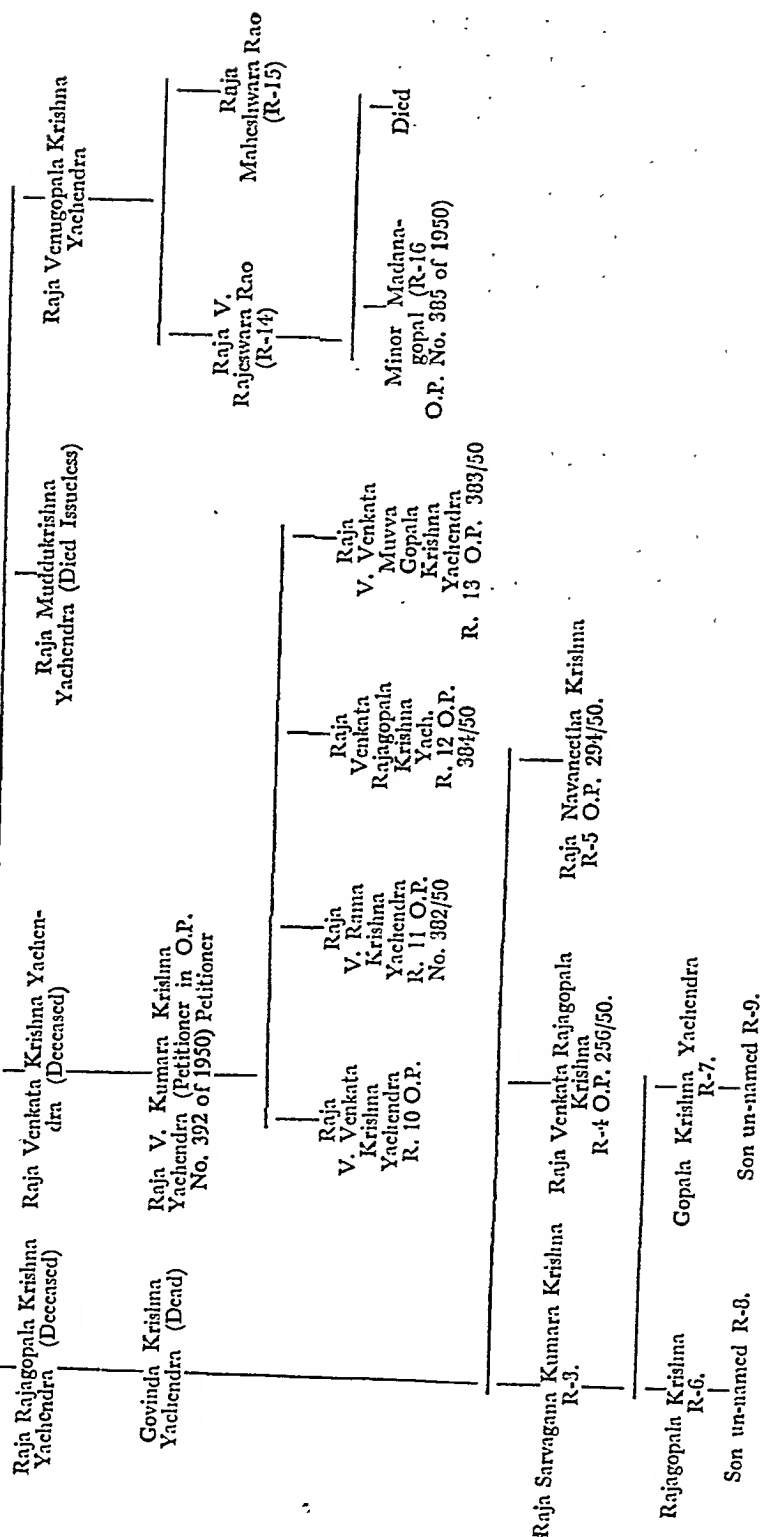 Raja Rajagopala Krishna
Yachendra (Deceased)
Raja Venkata Krishna Yachen-
dra (Deceased)
Raja Muddukrishna
Yachendra (Died Issueless)
Raja Venugopala Krishna
Yachendra
Govinda Krishna
Yachendra (Dead)
Raja V. Kumara Krishna
Yachendra (Petitioner in O.P.
No. 392 of 1950) Petitioner
Raja V.
Rajeswara Rao
(R-14)
Raja
Maheshwara Rao
(R-15)
Raja
V. Venkata
Krishna
Yachendra
R. 10 O.P.
Raja
V. Rama
Krishna
Yachendra
R. 11 O.P.
No. 382/50
Raja
Venkata
Rajagopala
Krishna
Yach.
R. 12 O.P.
384/50
Raja
V. Venkata
Muvva
Gopala
Krishna
Yachendra
R. 13 O.P. 383/50
Minor Madana-
gopal (R-16
O.P. No. 385 of 1950)
Died
Raja Sarvagana Kumara Krishna
R-3.
Raja Venkata Rajagopala
Krishna
R-4 O.P. 256/50.
Raja Navaneetha Krishna
R-5 O.P. 294/50.
Rajagopala Krishna
R-6.
Gopala Krishna Yachendra
R-7.
Son un-named R-8.
Son un-named R-9.